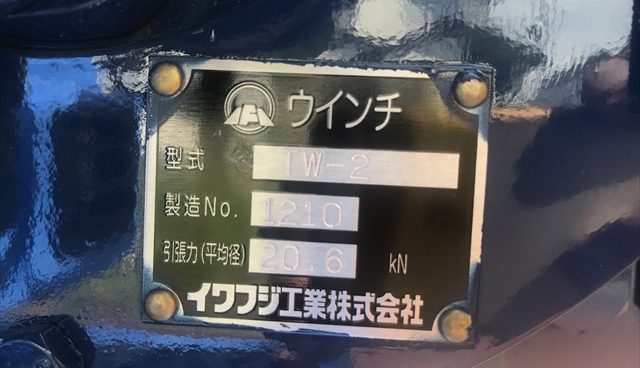 ウインチ
型式 TW-2
製造No. 1210
引張力(平均径) 20.6 kN
イワフジ工業株式会社